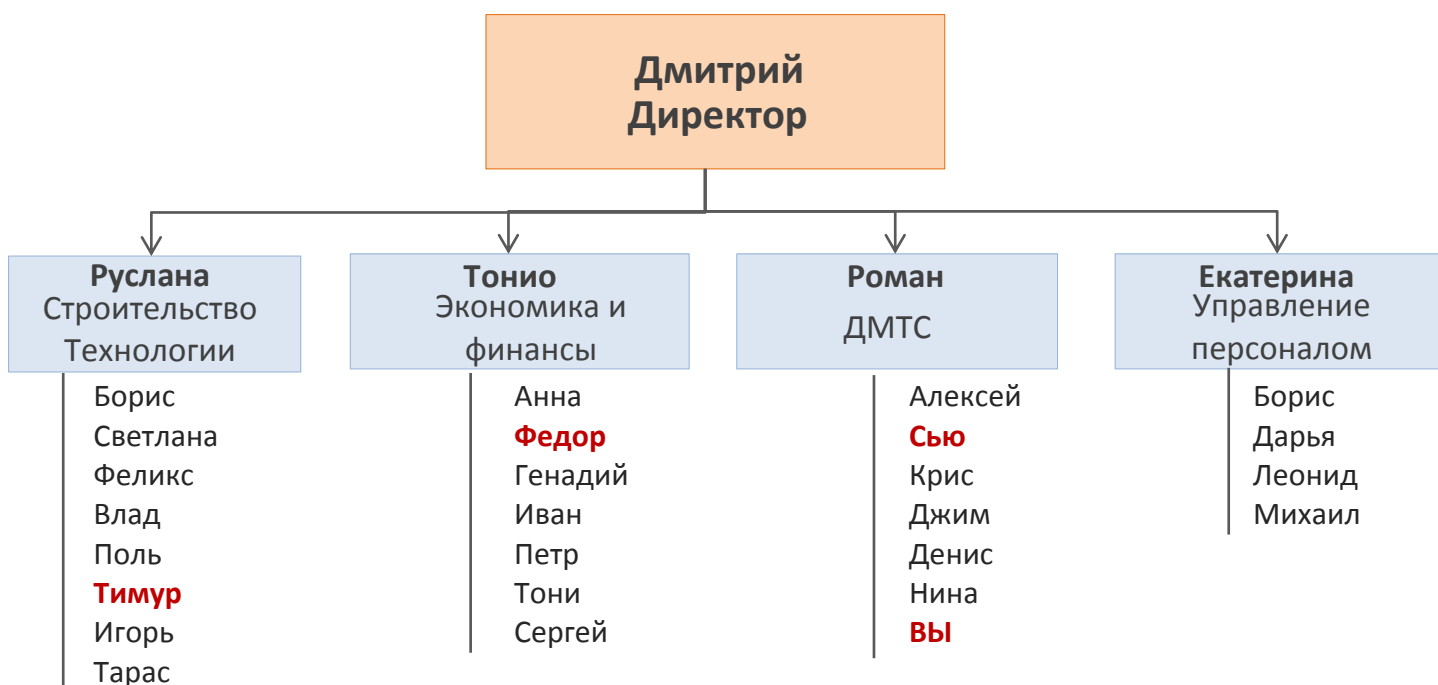 Дмитрий
Директор
Руслана
Строительство
Технологии
Борис
Светлана
Феликс
Влад
Поль
Тимур
Игорь
Тарас
Тонио
Экономика и
финансы
Анна
Федор
Генадий
Иван
Петр
Тони
Сергей
Роман
ДМТС
Алексей
Сью
Крис
Джим
Денис
Нина
ВЫ
Екатерина
Управление
персоналом
Борис
Дарья
Леонид
Михаил